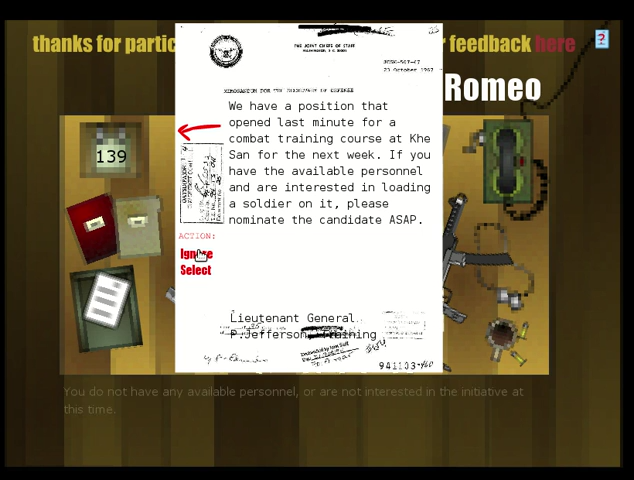 thanks for partic
r feedback here
THE JOINT CHIEFS OF STAFF
23 October 1967
Romeo
MEMORANDUM FOR THE SECRETARY OF DEFENSE
We have a position that
opened last minute for a
combat training course at Khe
San for the next week. If you
have the available personnel
and are interested in loading
a soldier on it, please
nominate the candidate ASAP.
139
ACTION:
Ignore
Select
Lieutenant General
P.Jefferson, Training
941103-460
You do not have any available personnel, or are not interested in the initiative at
this time.